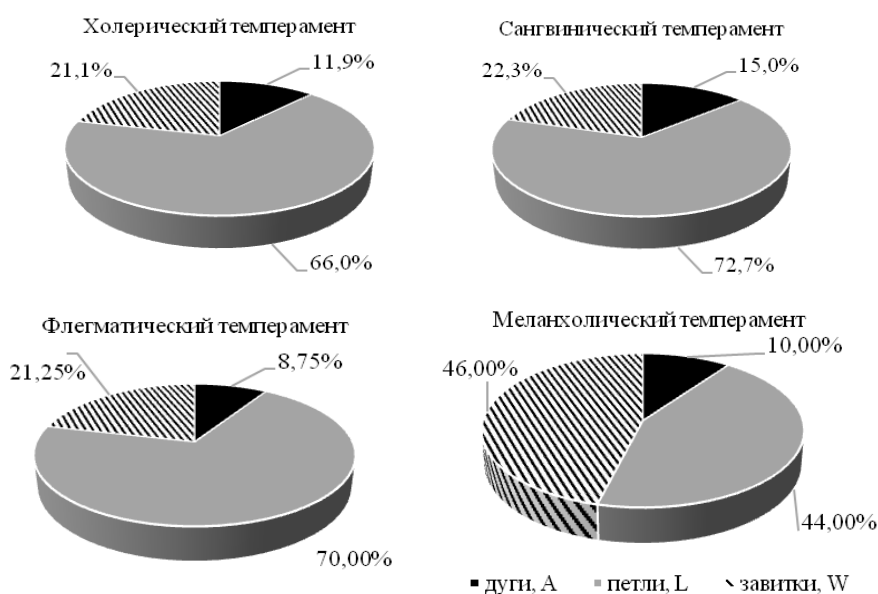 Холерический темперамент
21,1%
11,9%
66,0%
Сангвинический темперамент
22,3%
15,0%
72,7%
Флегматический темперамент
21,25%
8,75%
70,00%
Меланхолический темперамент
46,00%
10,00%
44,00%
дуги, A
петли, L
завитки, W